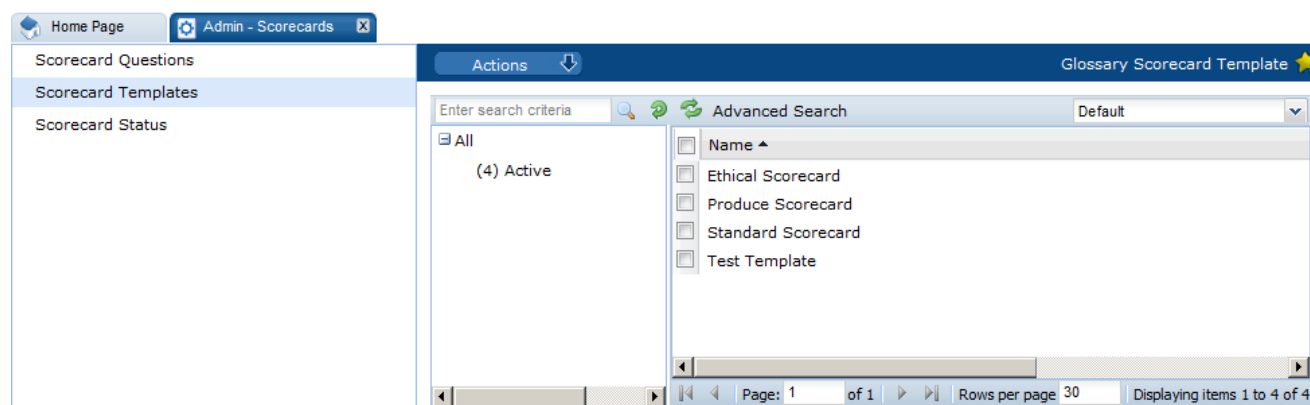 Home Page
Admin - Scorecards
Scorecard Questions
Scorecard Templates
Scorecard Status
Actions
Glossary Scorecard Template
Enter search criteria
Advanced Search
Default
All
(4) Active
Name
Ethical Scorecard
Produce Scorecard
Standard Scorecard
Test Template
Page: 1 of 1
Rows per page 30
Displaying items 1 to 4 of 4